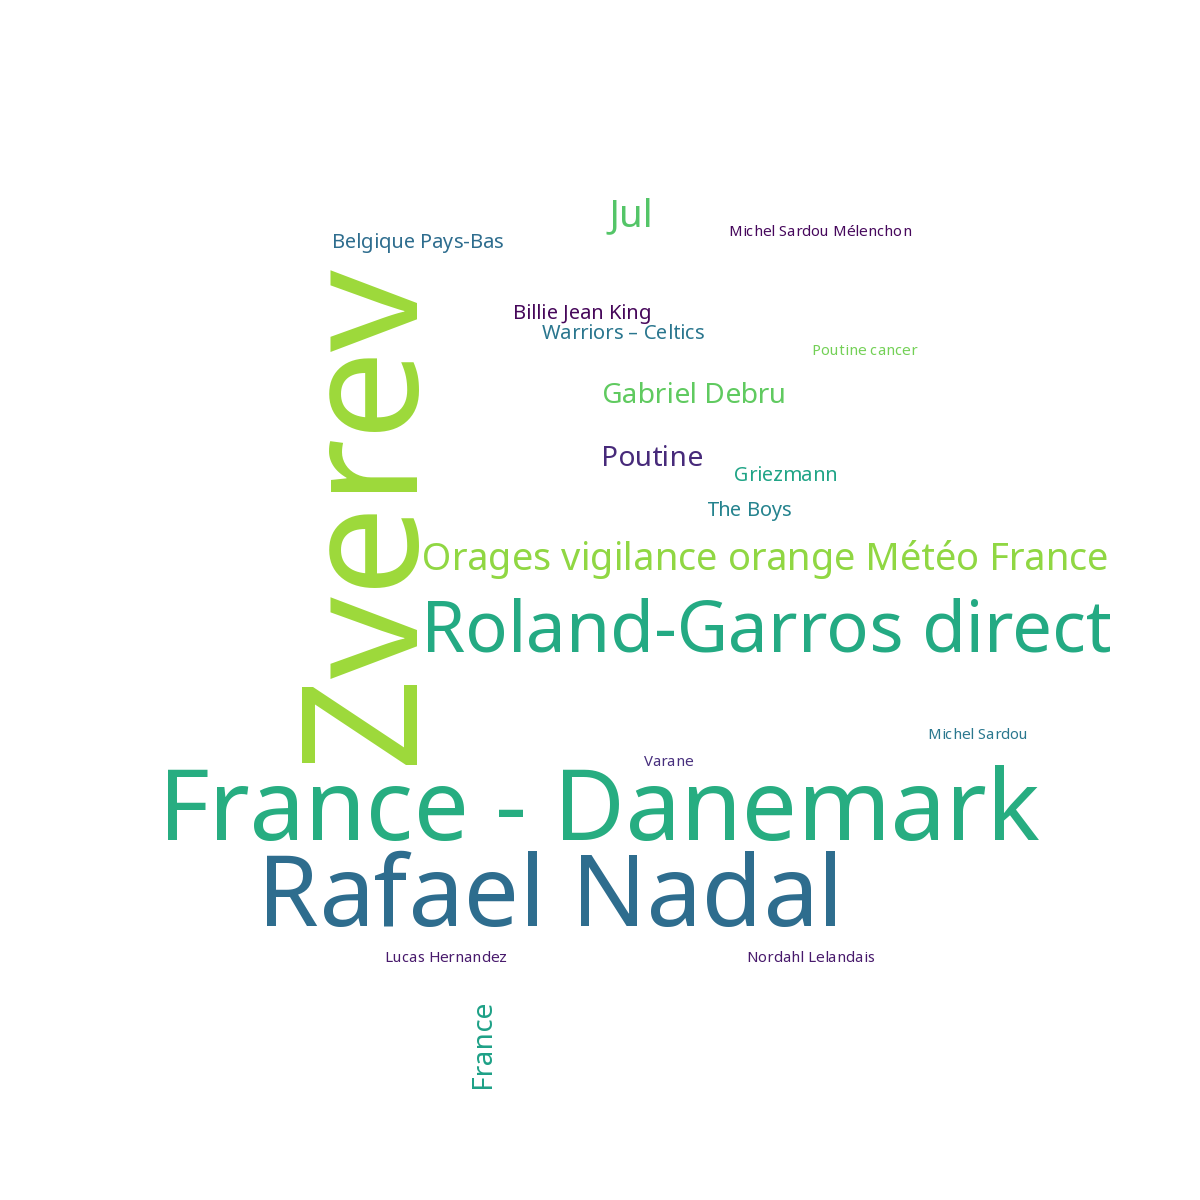 Jul
Michel Sardou Mélenchon
Belgique Pays-Bas
Zverev
Billie Jean King
Warriors – Celtics
Poutine cancer
Gabriel Debru
Poutine
Griezmann
The Boys
Orages vigilance orange Météo France
Roland-Garros direct
Michel Sardou
Varane
France - Danemark
Rafael Nadal
Lucas Hernandez
Nordahl Lelandais
France